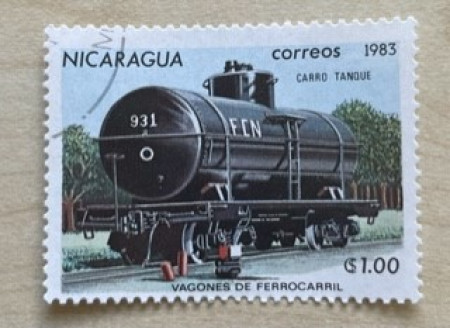 NICARAGUA correos 1983
CARRO TANQUE
931
FCN
₡1.00
VAGONES DE FERROCARRIL